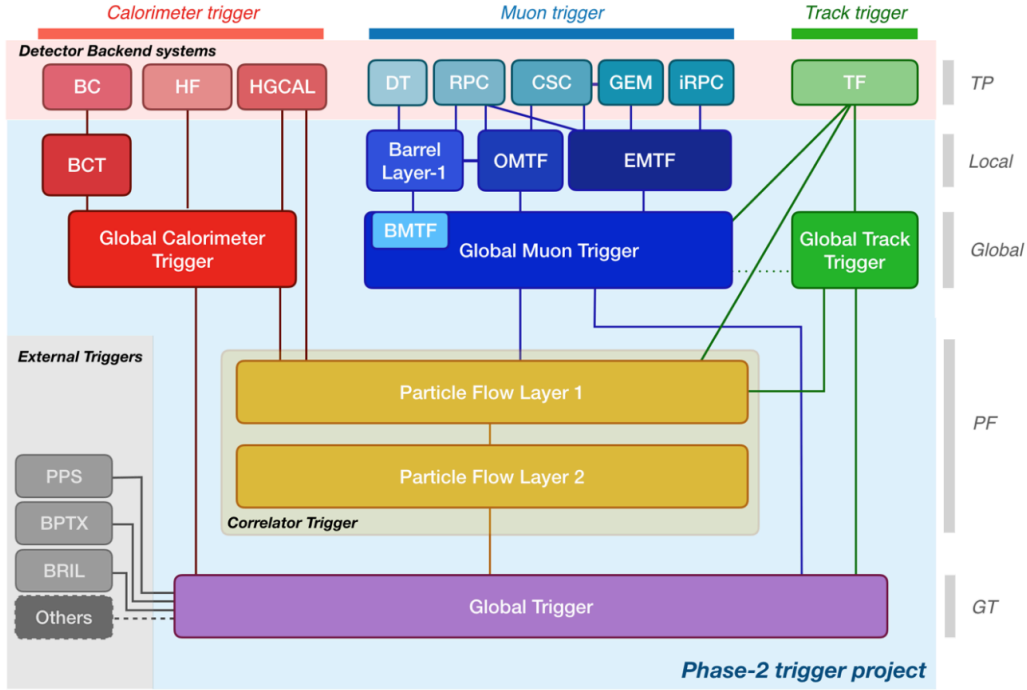 Calorimeter trigger
Muon trigger
Track trigger
Detector Backend systems
BC
HF
HGCAL
DT
RPC
CSC
GEM
iRPC
TF
TP
BCT
Barrel
Layer-1
OMTF
EMTF
Local
Global Calorimeter
Trigger
BMTF
Global Muon Trigger
Global Track
Trigger
Global
External Triggers
Particle Flow Layer 1
PF
Particle Flow Layer 2
Correlator Trigger
PPS
BPTX
BRIL
Others
Global Trigger
GT
Phase-2 trigger project